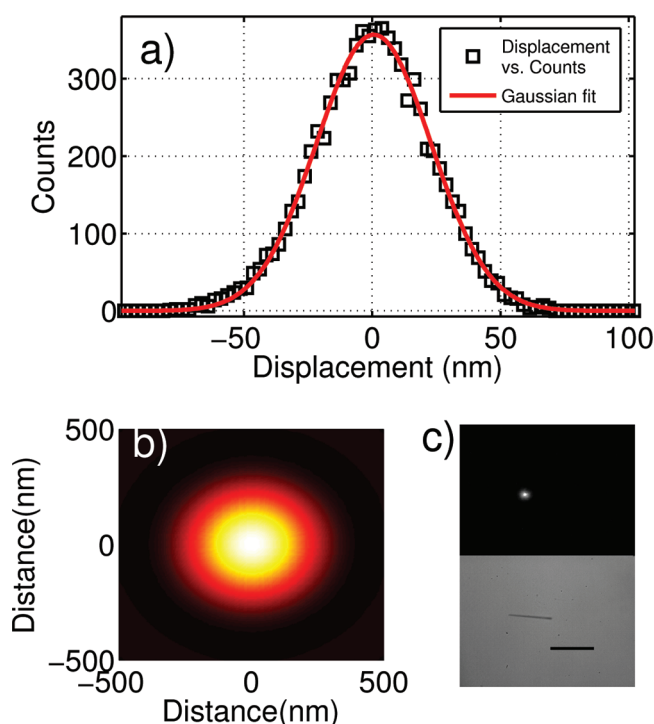 a)
Displacement
vs. Counts
Gaussian fit
300
200
100
0
Counts
−50
0
50
100
Displacement (nm)
b)
500
0
−500
Distance(nm)
−500
0
500
Distance(nm)
c)